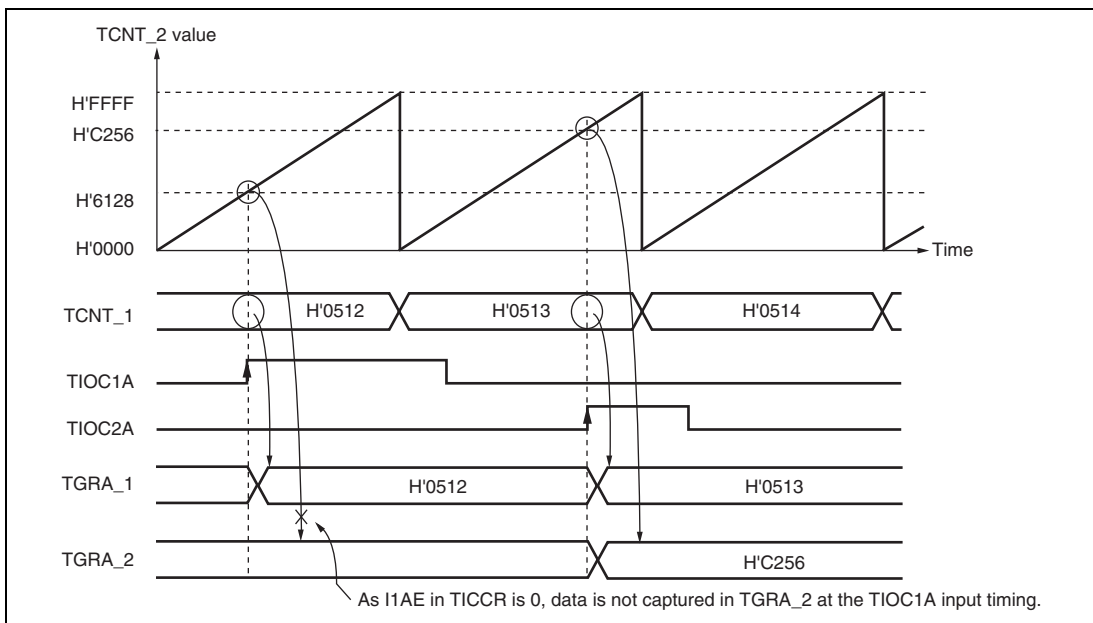 TCNT_2 value
H'FFFF
H'C256
H'6128
H'0000
Time
TCNT_1
H'0512
H'0513
H'0514
TIOC1A
TIOC2A
TGRA_1
H'0512
H'0513
TGRA_2
H'C256
As I1AE in TICCR is 0, data is not captured in TGRA_2 at the TIOC1A input timing.